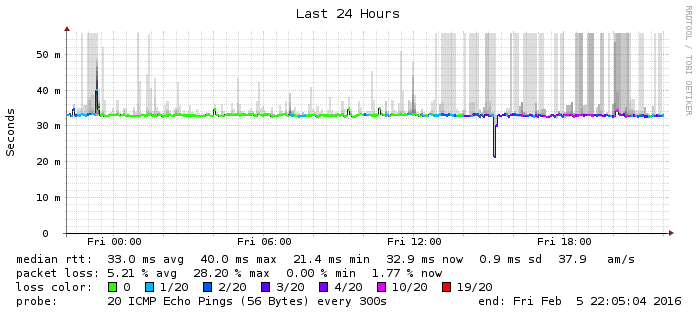 Last 24 Hours
RRDTOOL / TOBI OETIKER
Seconds
50 m
40 m
30 m
20 m
10 m
0
Fri 00:00 Fri 06:00 Fri 12:00 Fri 18:00
median rtt: 33.0 ms avg 40.0 ms max 21.4 ms min 32.9 ms now 0.9 ms sd 37.9 am/s
packet loss: 5.21 % avg 28.20 % max 0.00 % min 1.77 % now
loss color: 0 1/20 2/20 3/20 4/20 10/20 19/20
probe: 20 ICMP Echo Pings (56 Bytes) every 300s end: Fri Feb 5 22:05:04 2016